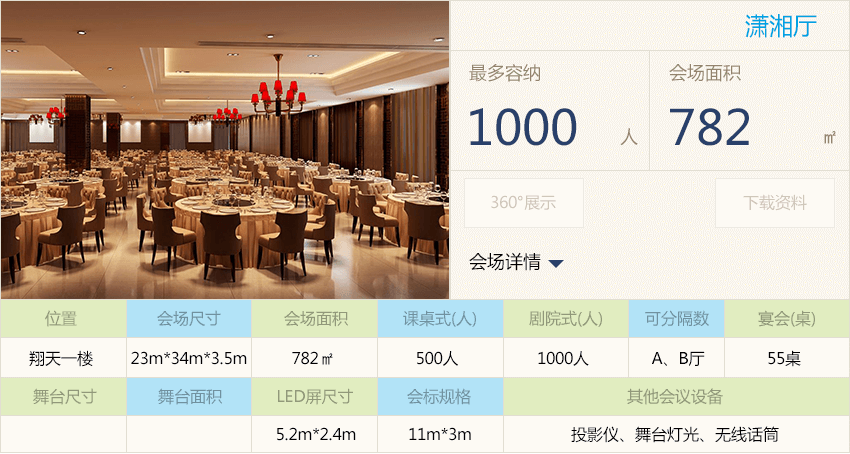 潇湘厅
最多容纳 会场面积
1000 人 782 ㎡
360°展示 下载资料
会场详情
位置 会场尺寸 会场面积 课桌式(人) 剧院式(人) 可分隔数 宴会(桌)
翔天一楼 23m*34m*3.5m 782㎡ 500人 1000人 A、B厅 55桌
舞台尺寸 舞台面积 LED屏尺寸 会标规格 其他会议设备
5.2m*2.4m 11m*3m 投影仪、舞台灯光、无线话筒